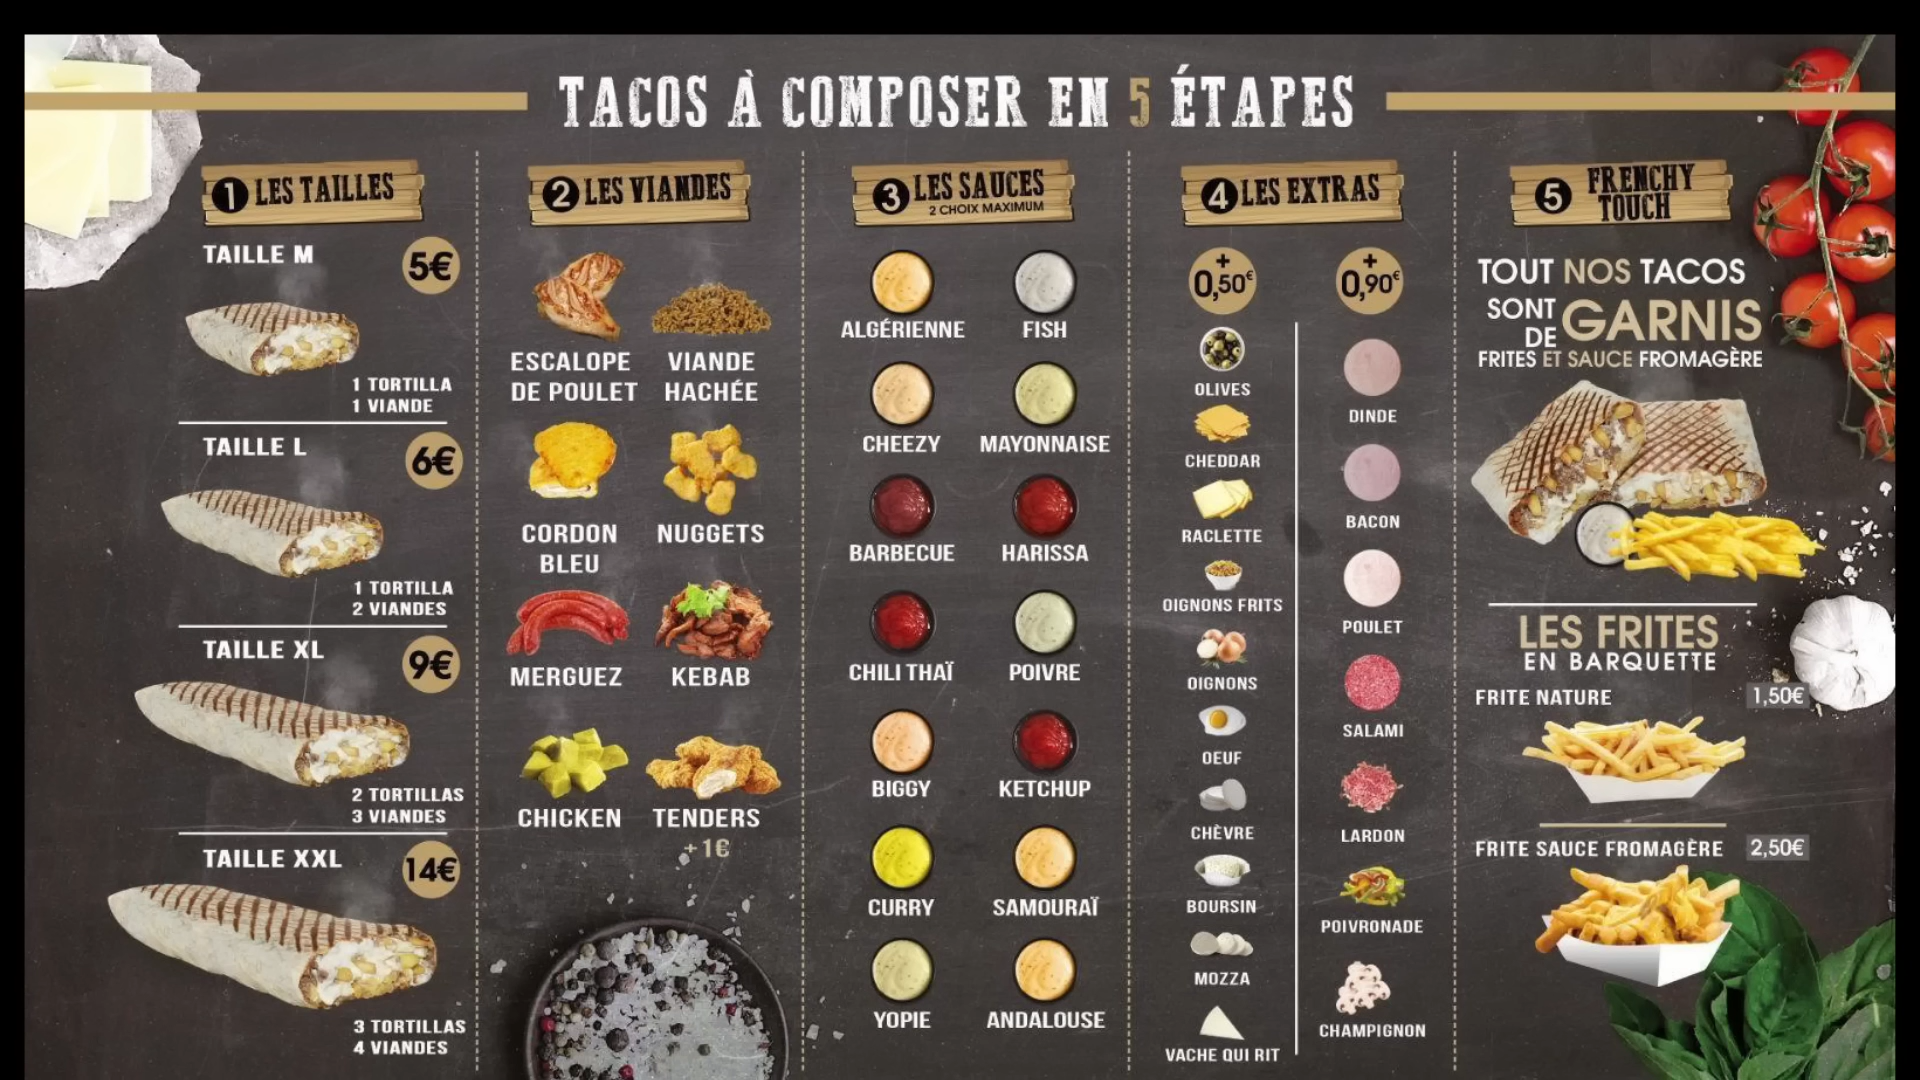 TACOS À COMPOSER EN 5 ÉTAPES
1 LES TAILLES
TAILLE M
5€
1 TORTILLA
1 VIANDE
TAILLE L
6€
1 TORTILLA
2 VIANDES
TAILLE XL
9€
2 TORTILLAS
3 VIANDES
TAILLE XXL
14€
3 TORTILLAS
4 VIANDES
2 LES VIANDES
ESCALOPE
DE POULET
VIANDE
HACHÉE
CORDON
BLEU
NUGGETS
MERGUEZ
KEBAB
CHICKEN
TENDERS
+1€
3 LES SAUCES
2 CHOIX MAXIMUM
ALGÉRIENNE
FISH
CHEEZY
MAYONNAISE
BARBECUE
HARISSA
CHILI THAÏ
POIVRE
BIGGY
KETCHUP
CURRY
SAMOURAÏ
YOPIE
ANDALOUSE
4 LES EXTRAS
+
0,50€
OLIVES
CHEDDAR
RACLETTE
OIGNONS FRITS
OIGNONS
OEUF
CHÈVRE
BOURSIN
MOZZA
VACHE QUI RIT
+
0,90€
DINDE
BACON
POULET
SALAMI
LARDON
POIVRONADE
CHAMPIGNON
5 FRENCHY
TOUCH
TOUT NOS TACOS
SONT
DE GARNIS
FRITES ET SAUCE FROMAGÈRE
LES FRITES
EN BARQUETTE
FRITE NATURE 1,50€
FRITE SAUCE FROMAGÈRE 2,50€